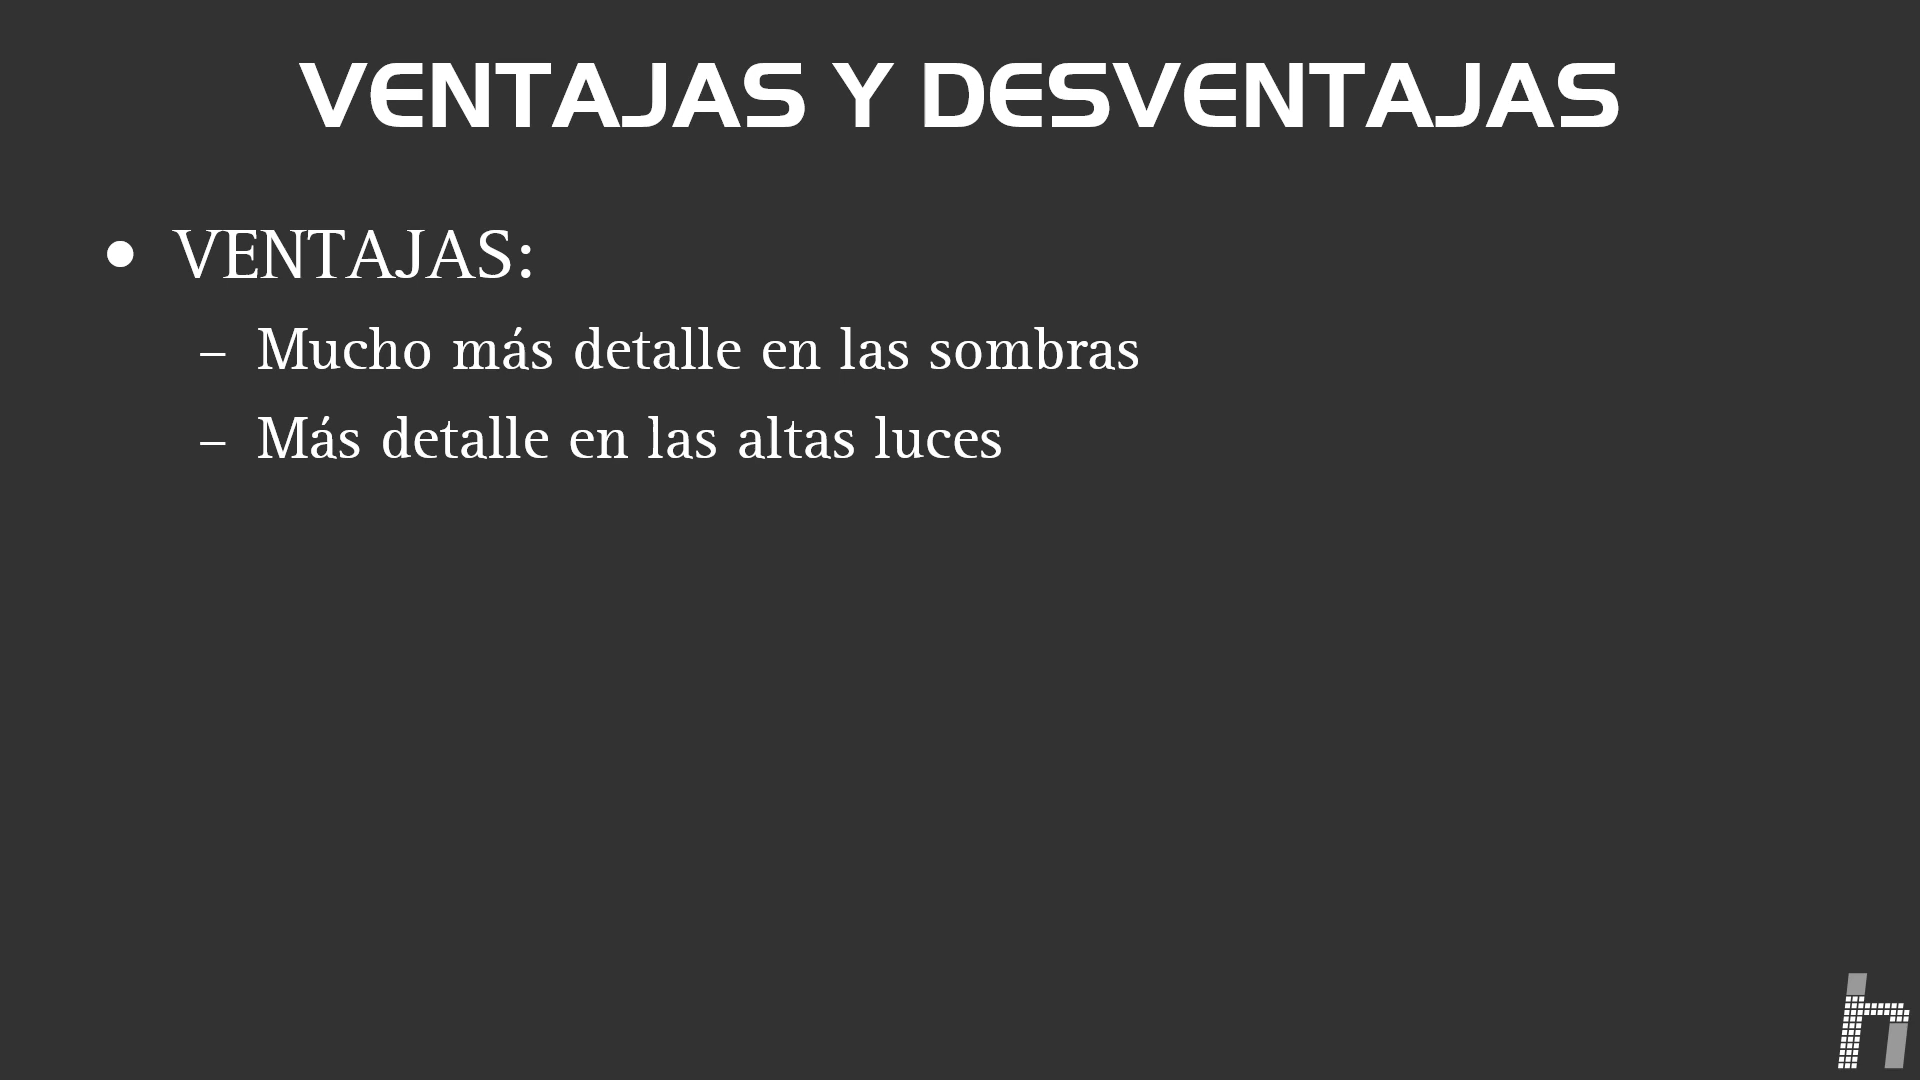 VENTAJAS Y DESVENTAJAS
• VENTAJAS:
– Mucho más detalle en las sombras
– Más detalle en las altas luces